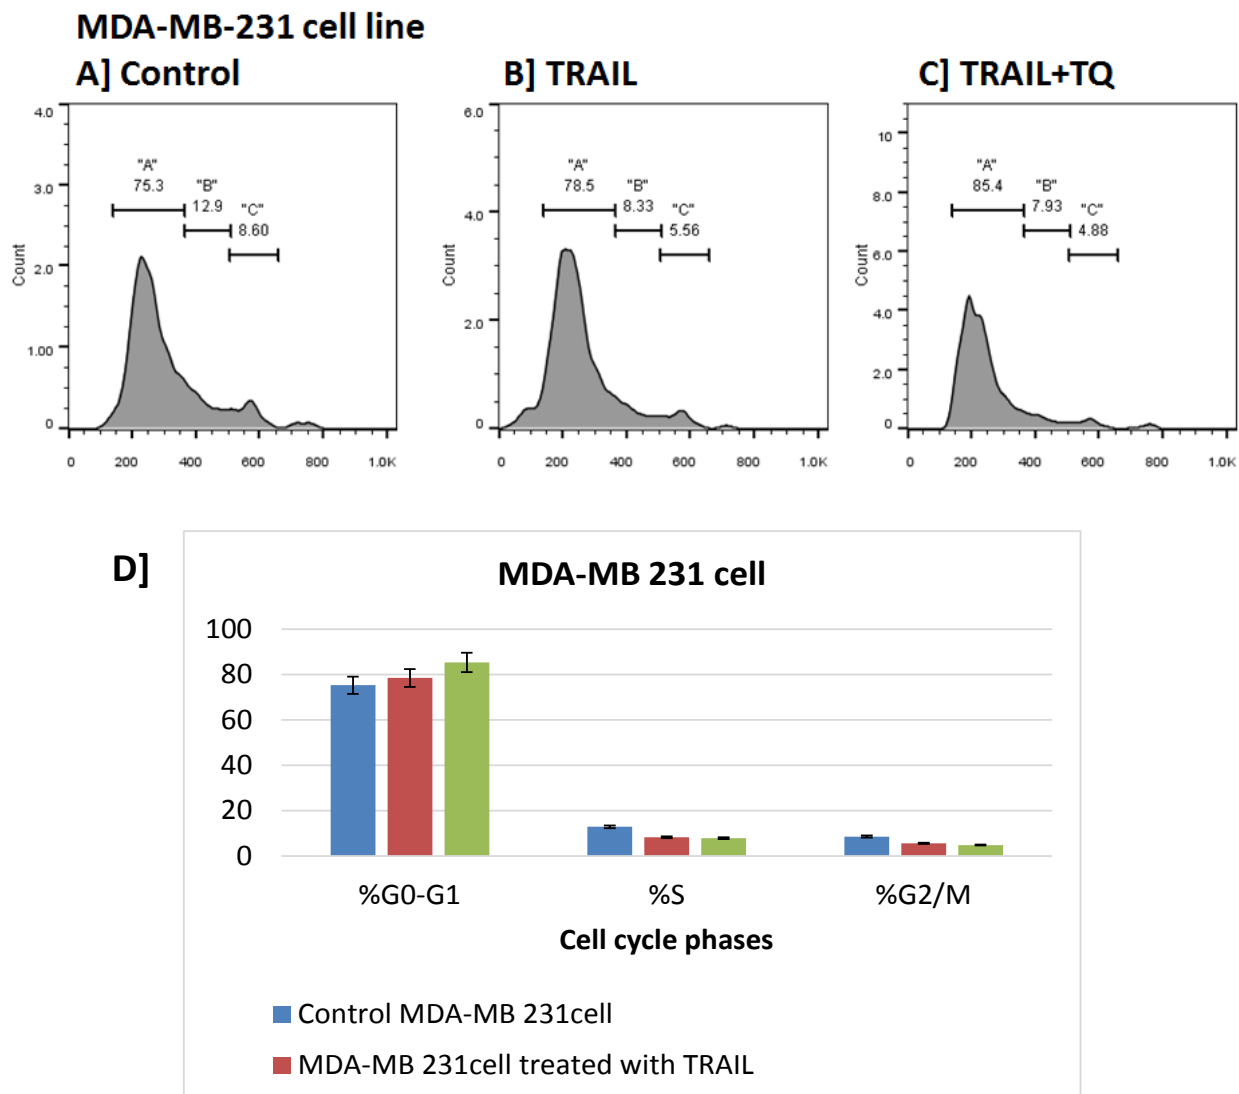 MDA-MB-231 cell line
A] Control
B] TRAIL
C] TRAIL+TQ
4.0
3.0
2.0
1.00
0
Count
"A"
75.3
"B"
12.9
"C"
8.60
0 200 400 600 800 1.0K
6.0
4.0
2.0
0
Count
"A"
78.5
"B"
8.33
"C"
5.56
0 200 400 600 800 1.0K
10
8.0
6.0
4.0
2.0
0
Count
"A"
85.4
"B"
7.93
"C"
4.88
0 200 400 600 800 1.0K
D]
MDA-MB 231 cell
100
80
60
40
20
0
%G0-G1 %S %G2/M
Cell cycle phases
Control MDA-MB 231cell
MDA-MB 231cell treated with TRAIL